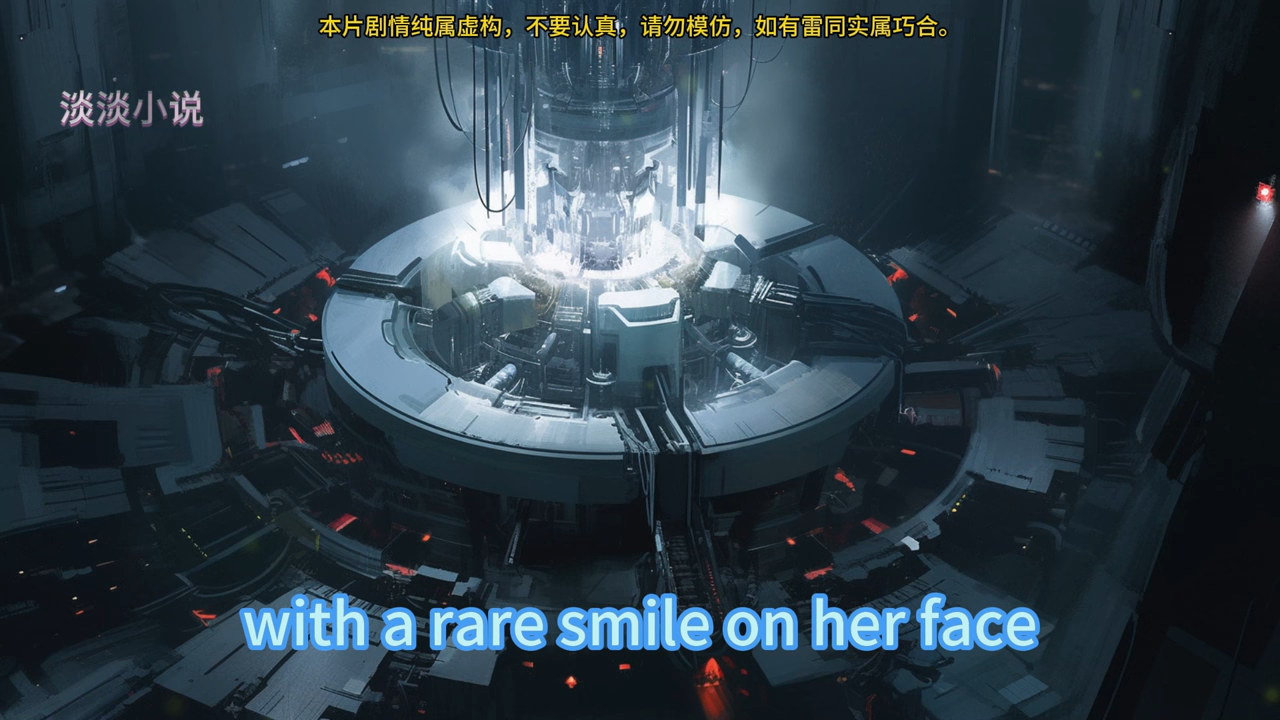 本片剧情纯属虚构，不要认真，请勿模仿，如有雷同实属巧合。
淡淡小说
with a rare smile on her face